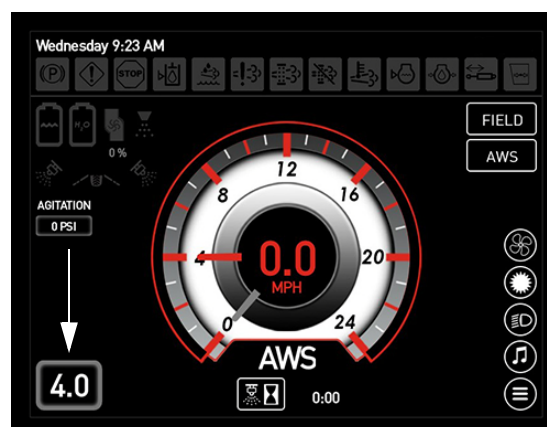 Wednesday 9:23 AM
(P)
STOP
H₂O
0 %
FIELD
AWS
AGITATION
0 PSI
0
4
8
12
16
20
24
0.0
MPH
AWS
4.0
0:00